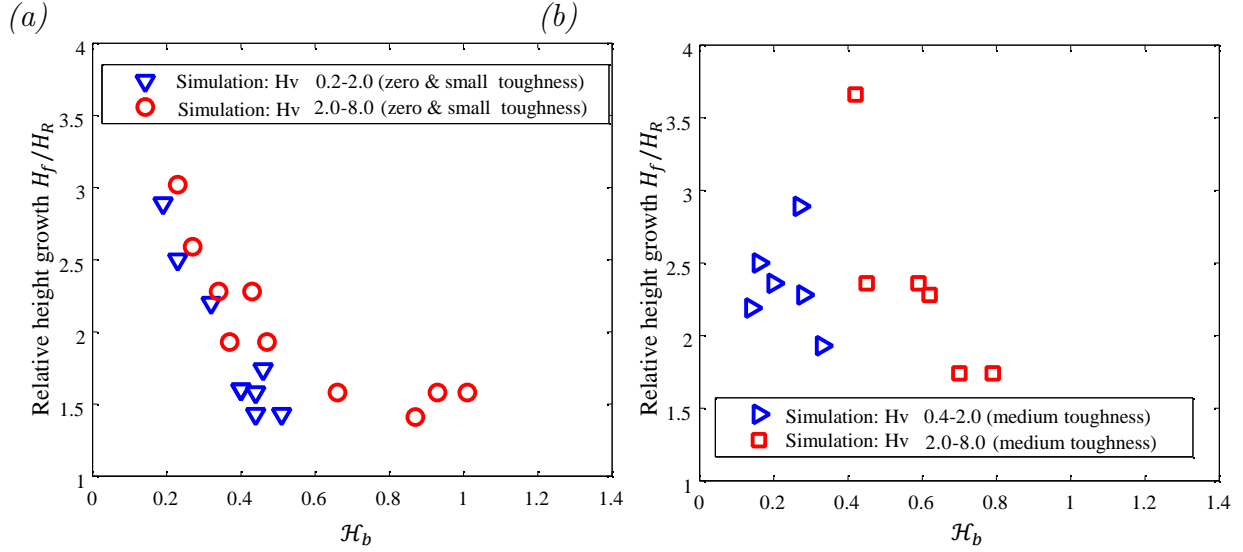 (a)
4
3.5
3
2.5
2
1.5
1
0 0.2 0.4 0.6 0.8 1 1.2 1.4
Relative height growth H_f/H_R
ℋ_b
Simulation: Hv 0.2-2.0 (zero & small toughness)
Simulation: Hv 2.0-8.0 (zero & small toughness)
(b)
4
3.5
3
2.5
2
1.5
1
0 0.2 0.4 0.6 0.8 1 1.2 1.4
Relative height growth H_f/H_R
ℋ_b
Simulation: Hv 0.4-2.0 (medium toughness)
Simulation: Hv 2.0-8.0 (medium toughness)